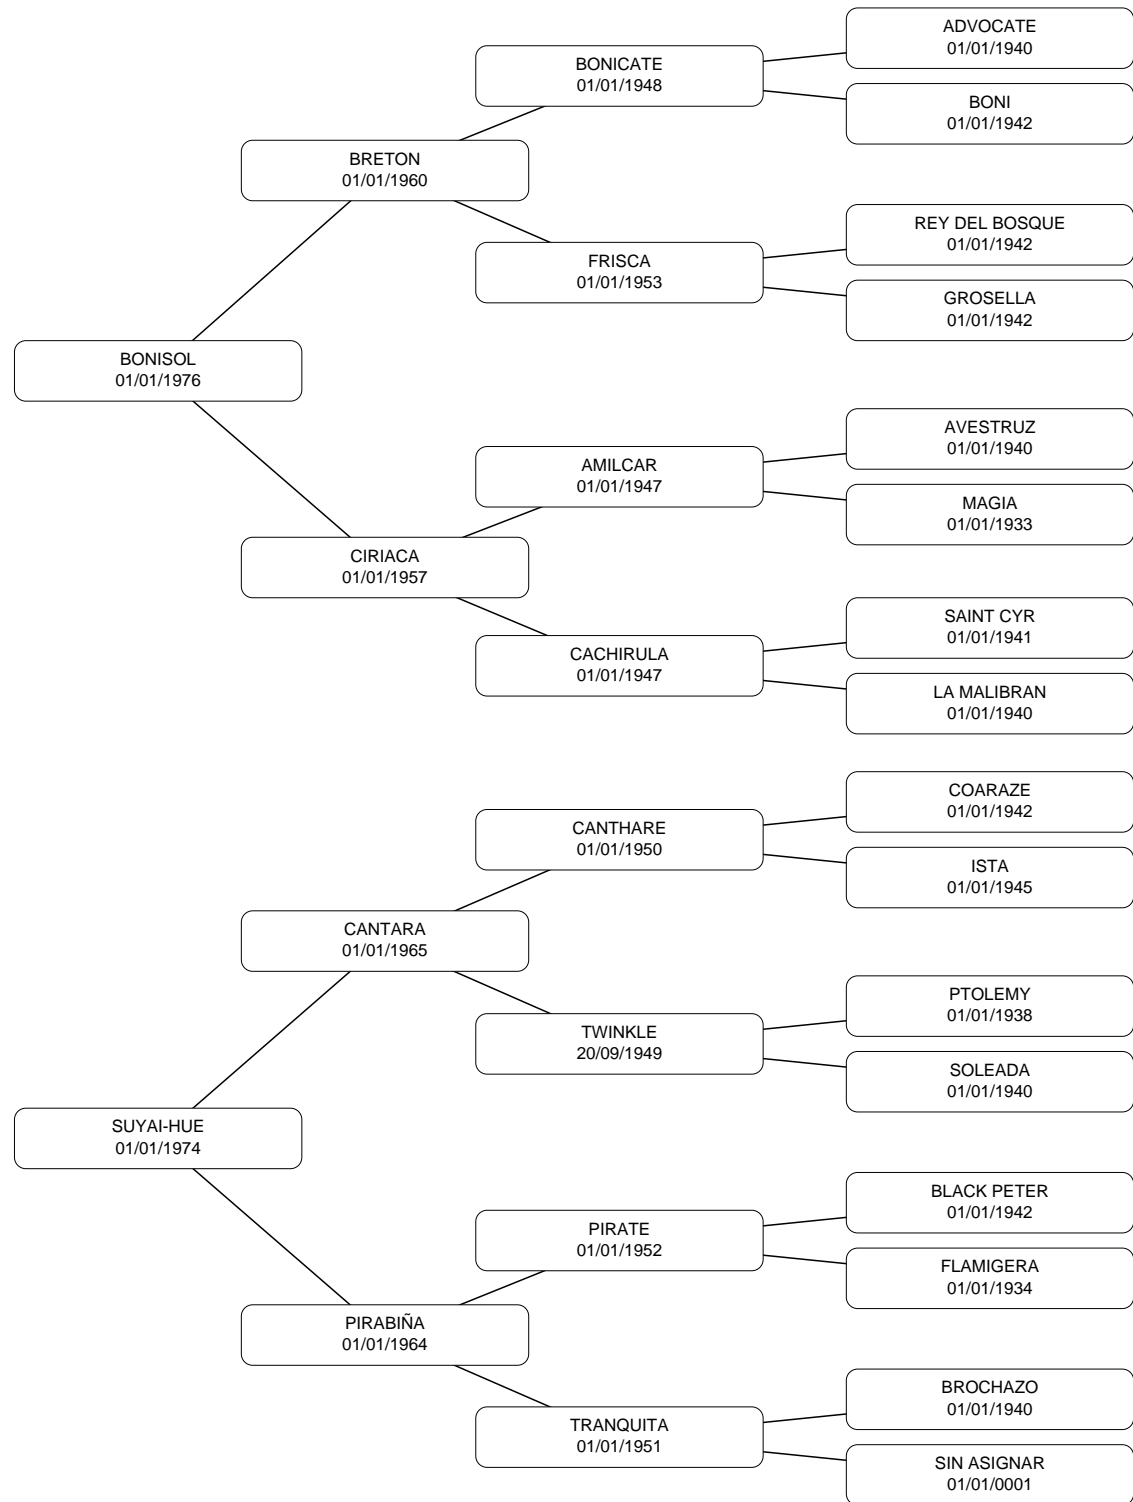 ADVOCATE
01/01/1940
BONICATE
01/01/1948
BONI
01/01/1942
BRETON
01/01/1960
REY DEL BOSQUE
01/01/1942
FRISCA
01/01/1953
GROSELLA
01/01/1942
BONISOL
01/01/1976
AVESTRUZ
01/01/1940
AMILCAR
01/01/1947
MAGIA
01/01/1933
CIRIACA
01/01/1957
SAINT CYR
01/01/1941
CACHIRULA
01/01/1947
LA MALIBRAN
01/01/1940
COARAZE
01/01/1942
CANTHARE
01/01/1950
ISTA
01/01/1945
CANTARA
01/01/1965
PTOLEMY
01/01/1938
TWINKLE
20/09/1949
SOLEADA
01/01/1940
SUYAI-HUE
01/01/1974
BLACK PETER
01/01/1942
PIRATE
01/01/1952
FLAMIGERA
01/01/1934
PIRABIÑA
01/01/1964
BROCHAZO
01/01/1940
TRANQUITA
01/01/1951
SIN ASIGNAR
01/01/0001